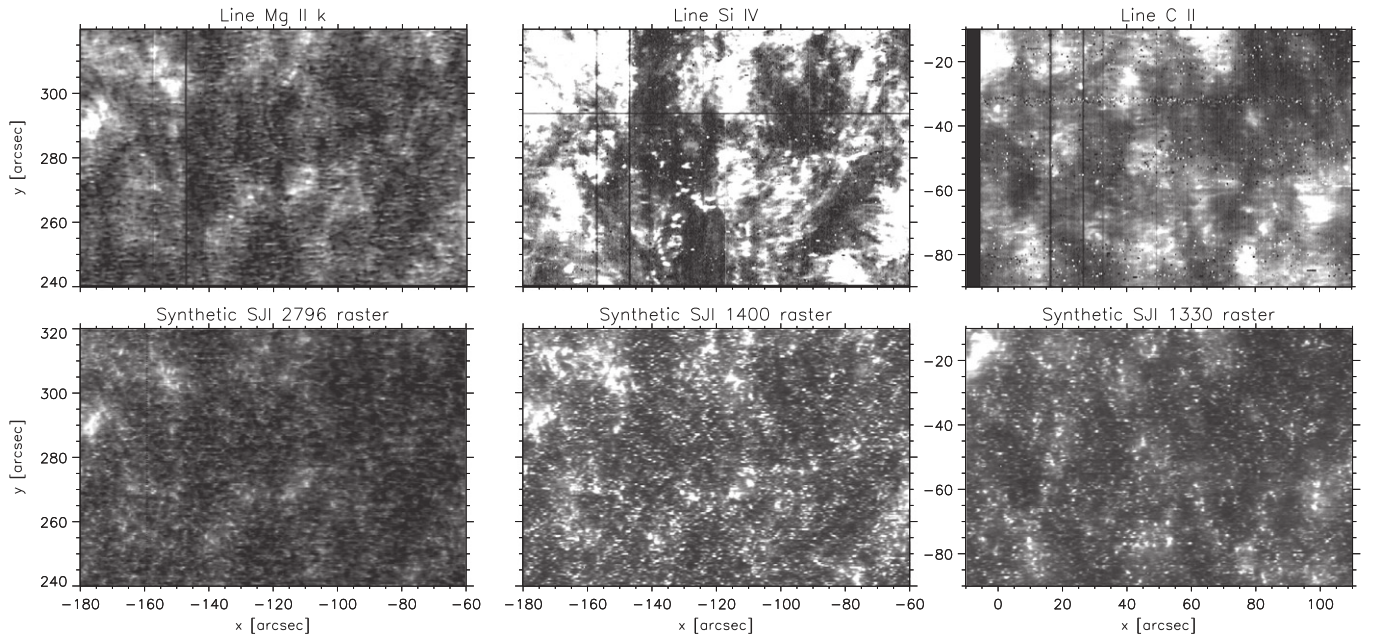 Line Mg II k Line Si IV Line C II
300
280
260
240
y [arcsec]
−20
−40
−60
−80
Synthetic SJI 2796 raster Synthetic SJI 1400 raster Synthetic SJI 1330 raster
320
300
280
260
240
y [arcsec]
−20
−40
−60
−80
−180 −160 −140 −120 −100 −80 −60 −180 −160 −140 −120 −100 −80 −60 0 20 40 60 80 100
x [arcsec] x [arcsec] x [arcsec]